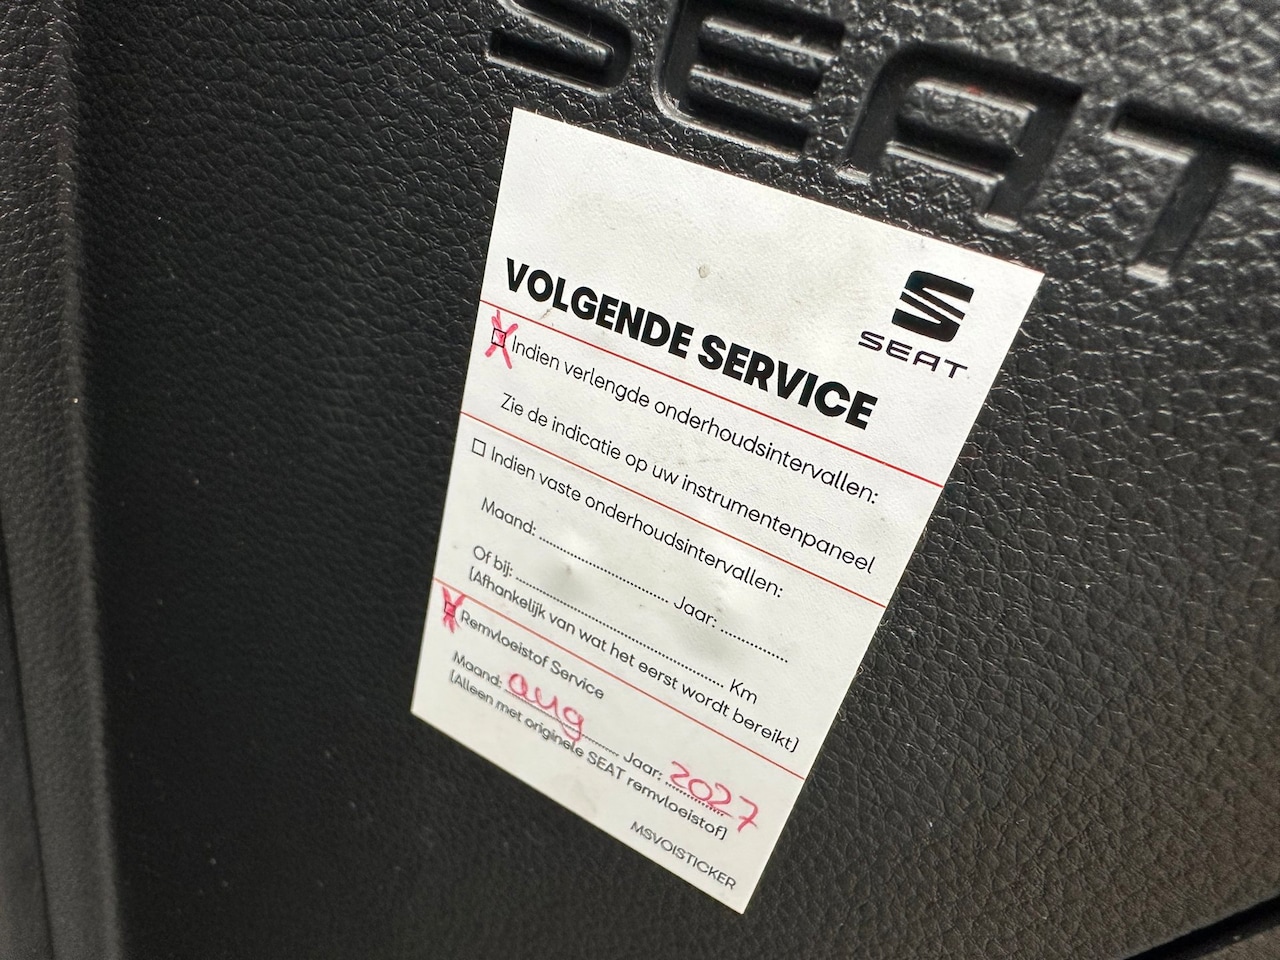 SEAT
SEAT
VOLGENDE SERVICE
Indien verlengde onderhoudsintervallen:
Zie de indicatie op uw instrumentenpaneel
Indien vaste onderhoudsintervallen:
Maand: .......................... Jaar: ..............
Of bij: .......................................... Km
(Afhankelijk van wat het eerst wordt bereikt)
Remvloeistof Service
Maand: aug Jaar: 2027
(Alleen met originele SEAT remvloeistof)
MSVOISTICKER